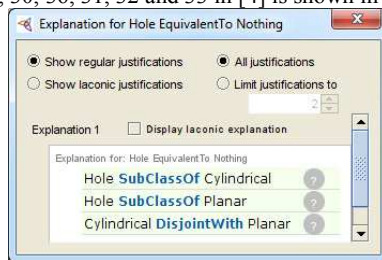 Explanation for Hole EquivalentTo Nothing
Show regular justifications
All justifications
Show laconic justifications
Limit justifications to
2
Explanation 1
Display laconic explanation
Explanation for: Hole EquivalentTo Nothing
Hole SubClassOf Cylindrical
?
Hole SubClassOf Planar
?
Cylindrical DisjointWith Planar
?